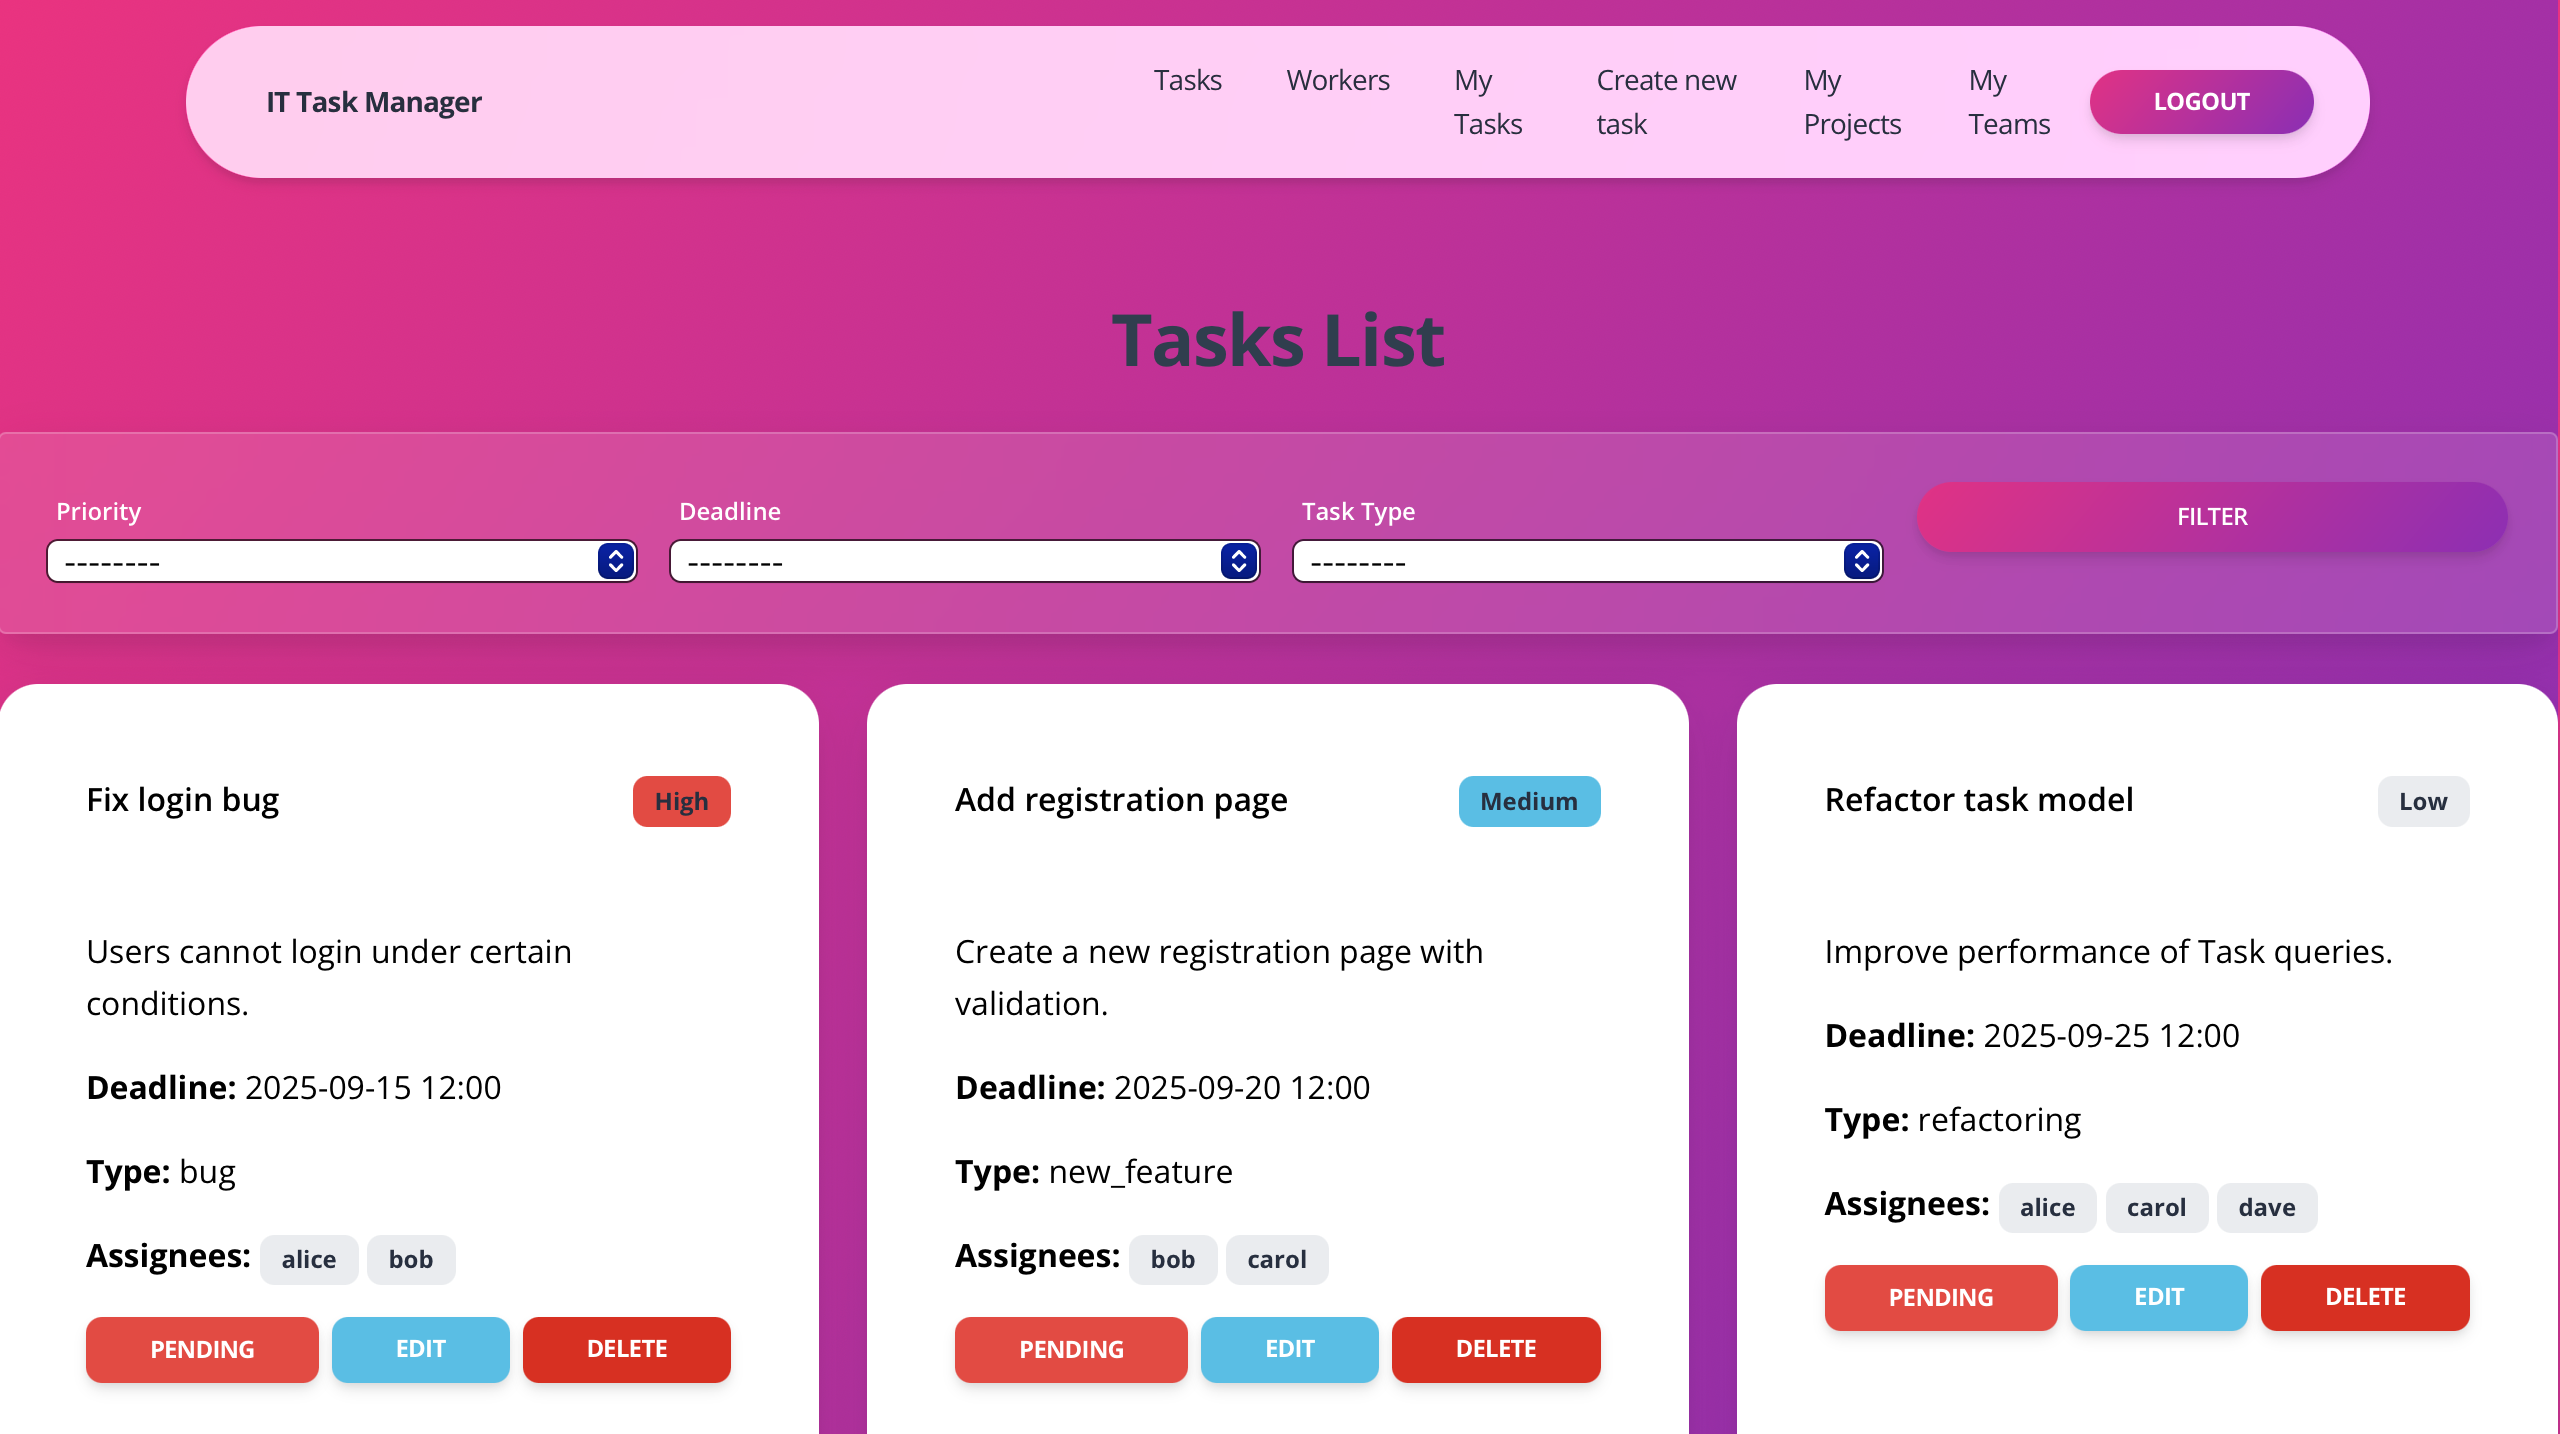 IT Task Manager
Tasks
Workers
My
Tasks
Create new
task
My
Projects
My
Teams
LOGOUT
Tasks List
Priority
--------
Deadline
--------
Task Type
--------
FILTER
Fix login bug
High
Users cannot login under certain
conditions.
Deadline: 2025-09-15 12:00
Type: bug
Assignees: alice bob
PENDING EDIT DELETE
Add registration page
Medium
Create a new registration page with
validation.
Deadline: 2025-09-20 12:00
Type: new_feature
Assignees: bob carol
PENDING EDIT DELETE
Refactor task model
Low
Improve performance of Task queries.
Deadline: 2025-09-25 12:00
Type: refactoring
Assignees: alice carol dave
PENDING EDIT DELETE